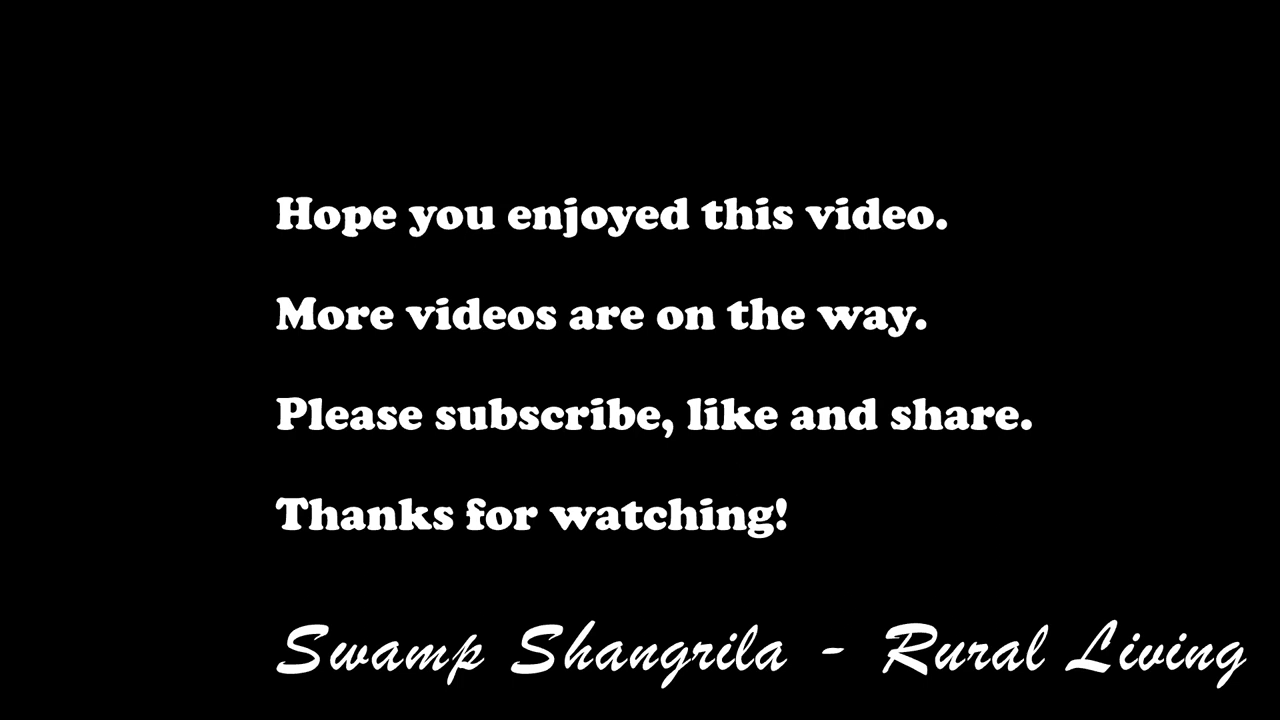 Hope you enjoyed this video.
More videos are on the way.
Please subscribe, like and share.
Thanks for watching!
Swamp Shangrila - Rural Living